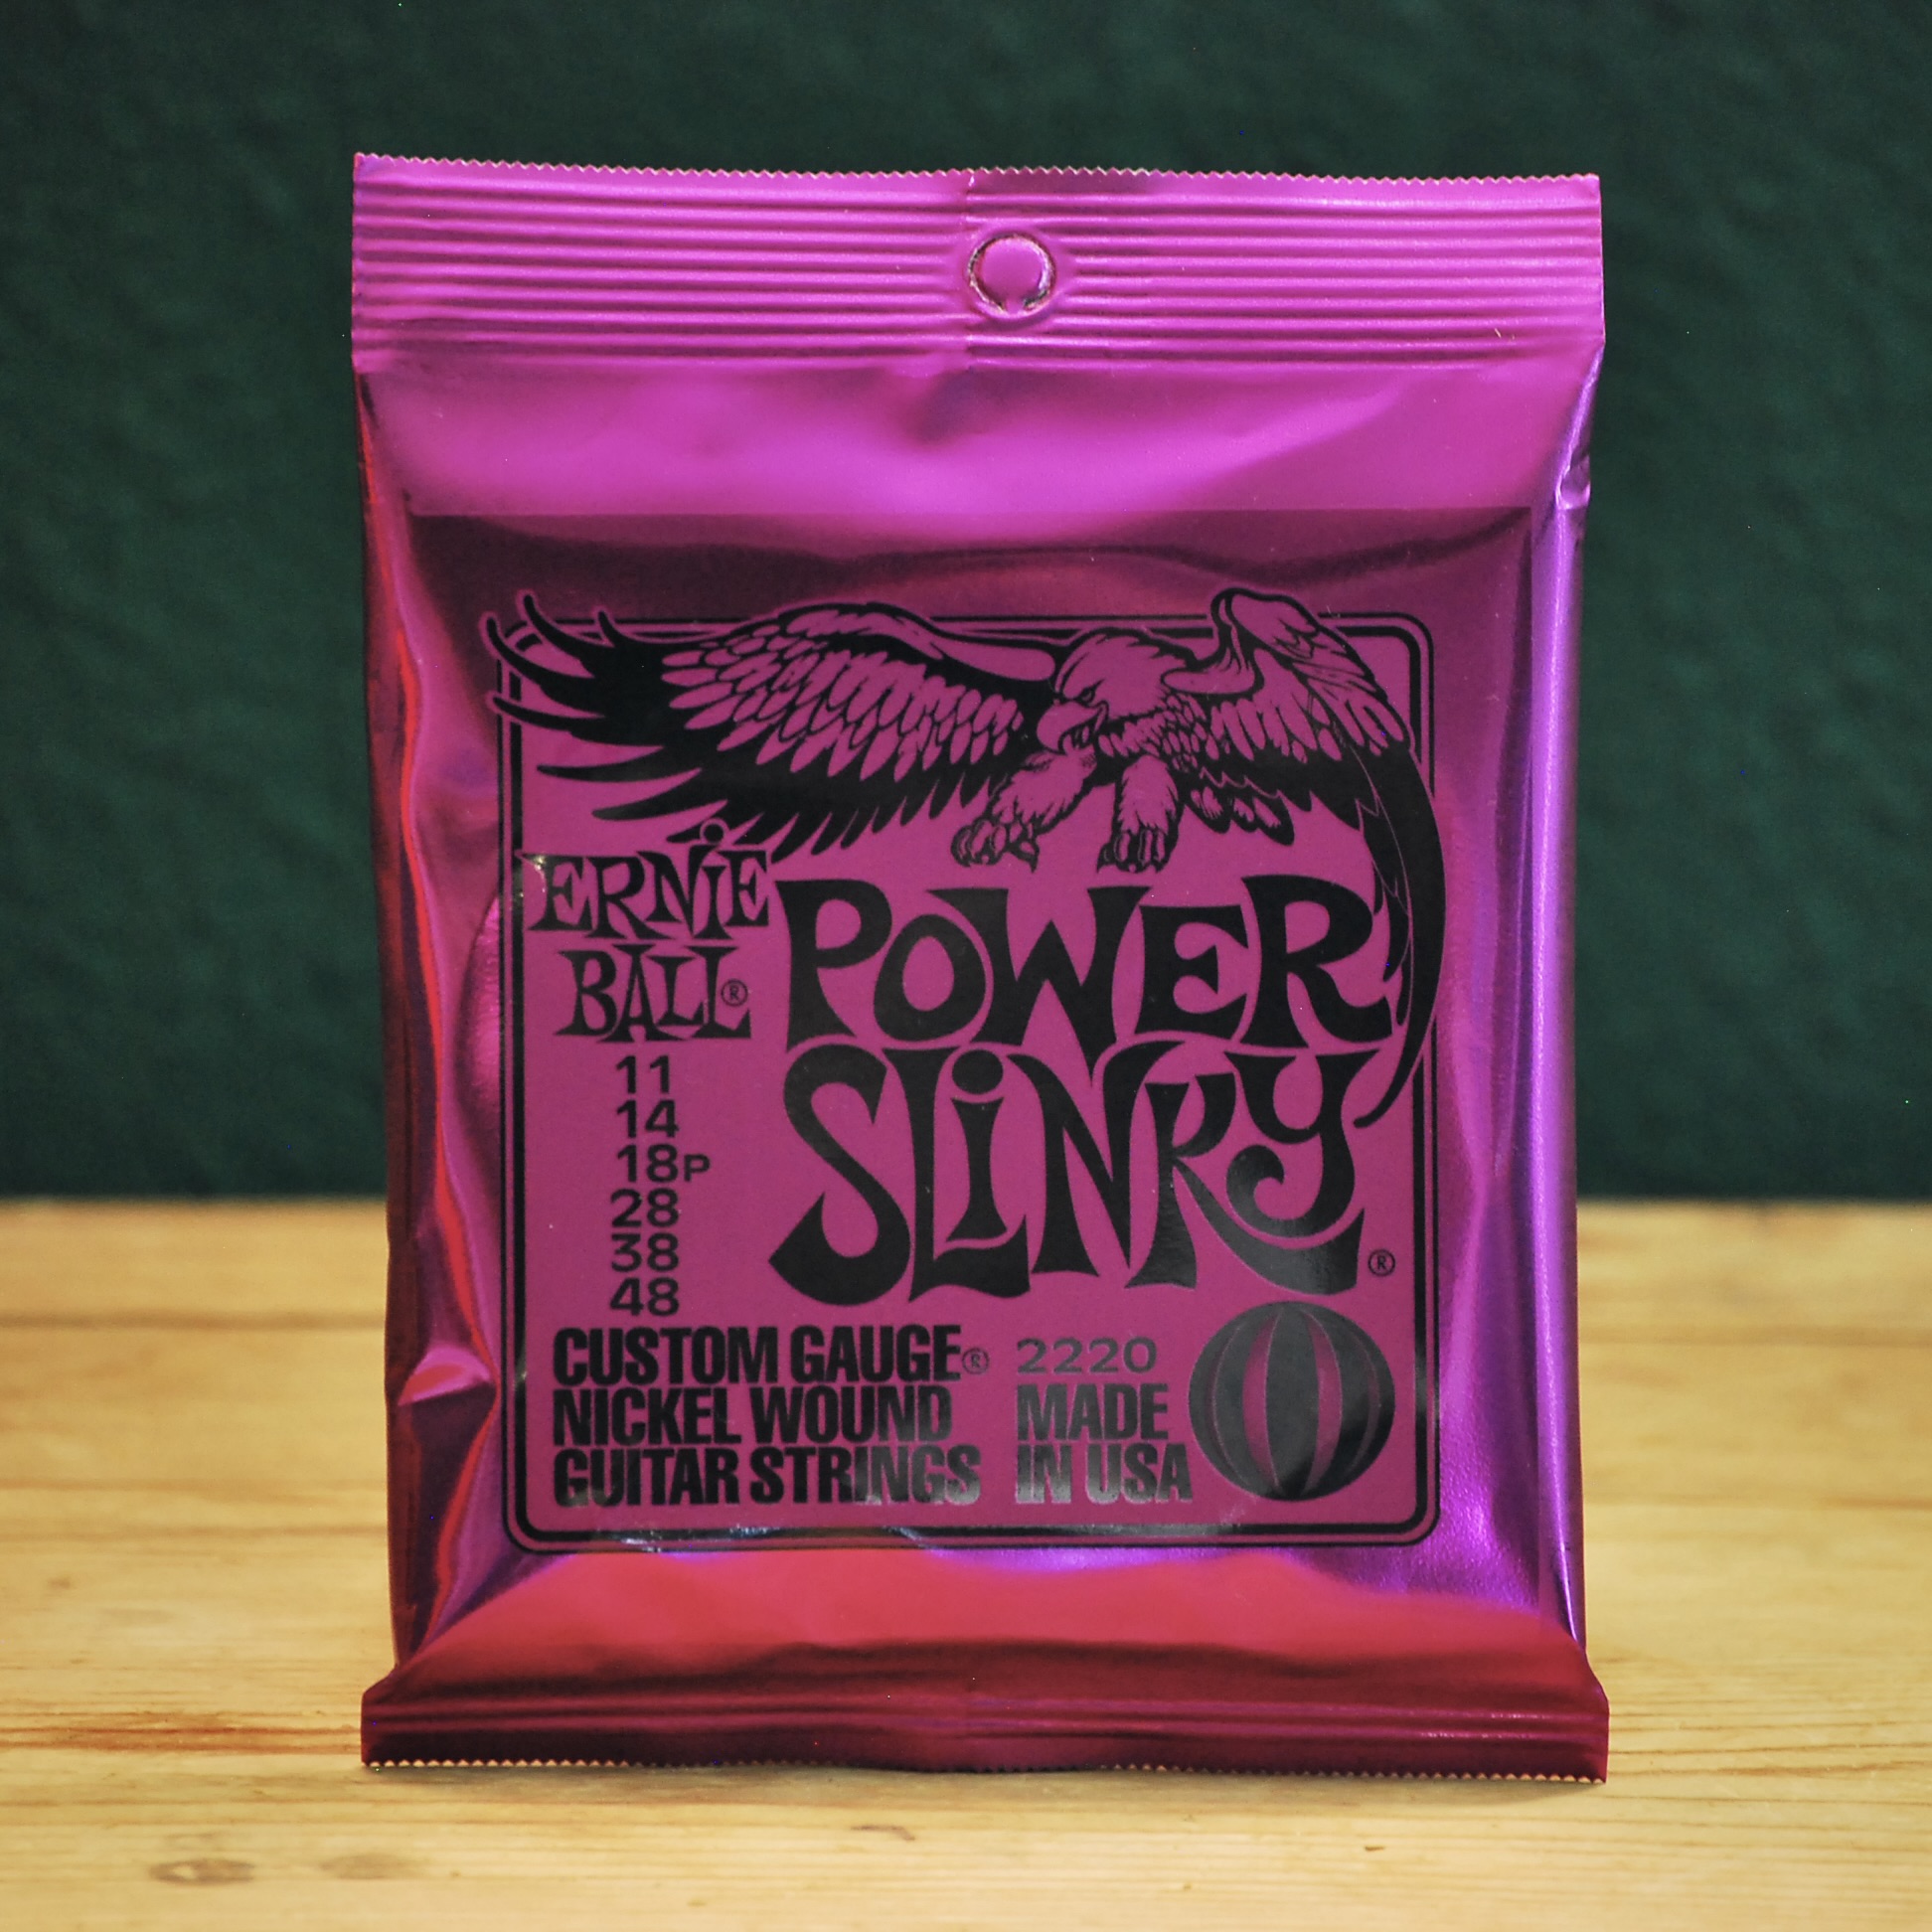 ERNiE
BALL®
POWER
SLiNKY®
11
14
18P
28
38
48
CUSTOM GAUGE®
NICKEL WOUND
GUITAR STRINGS
2220
MADE
IN USA